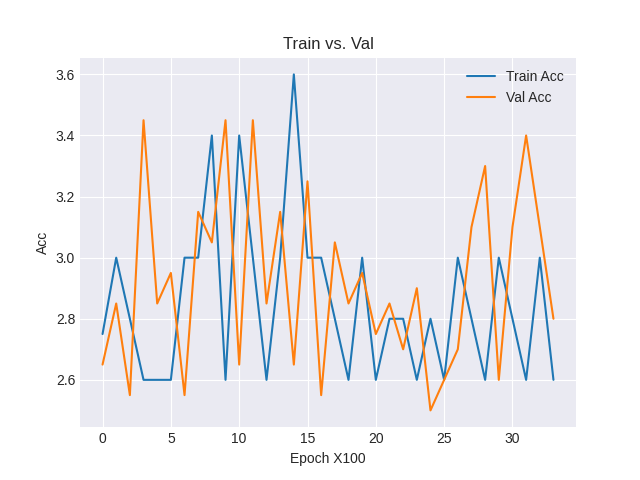 Train vs. Val
Train Acc
Val Acc
3.6
3.4
3.2
3.0
2.8
2.6
Acc
0 5 10 15 20 25 30
Epoch X100